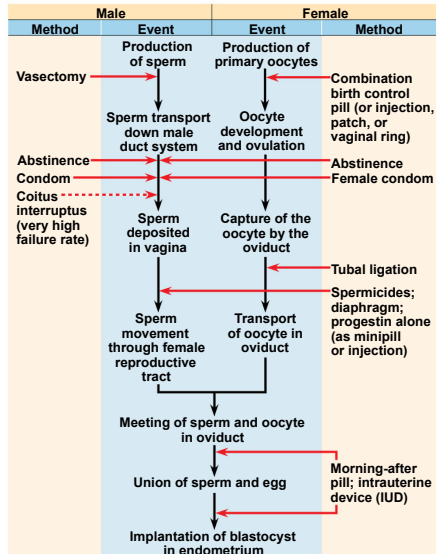 Male
Female
Method
Event
Event
Method
Production
of sperm
Production of
primary oocytes
Vasectomy
Combination
birth control
pill (or injection,
patch, or
vaginal ring)
Sperm transport
down male
duct system
Oocyte
development
and ovulation
Abstinence
Abstinence
Condom
Female condom
Coitus
interruptus
(very high
failure rate)
Sperm
deposited
in vagina
Capture of the
oocyte by the
oviduct
Tubal ligation
Spermicides;
diaphragm;
progestin alone
(as minipill
or injection)
Sperm
movement
through female
reproductive
tract
Transport
of oocyte in
oviduct
Meeting of sperm and oocyte
in oviduct
Morning-after
pill; intrauterine
device (IUD)
Union of sperm and egg
Implantation of blastocyst
in endometrium